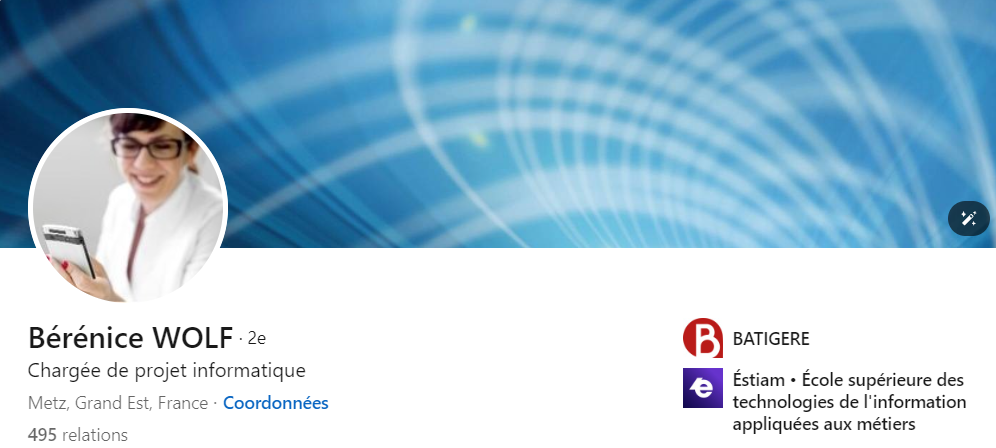 Bérénice WOLF · 2e
Chargée de projet informatique
Metz, Grand Est, France · Coordonnées
495 relations
B BATIGERE
e Éstiam • École supérieure des
technologies de l'information
appliquées aux métiers